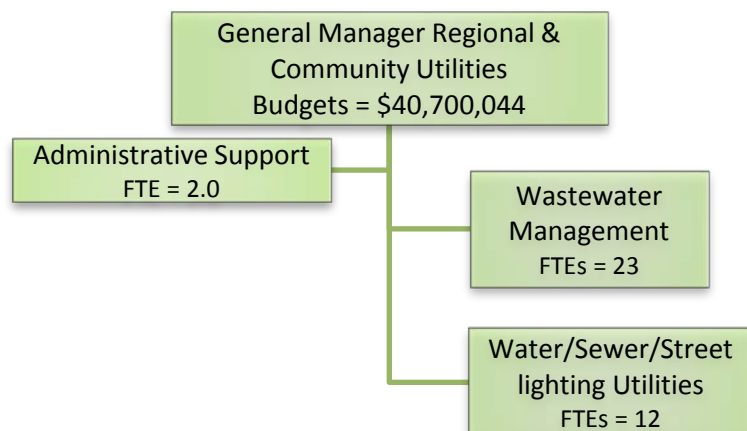 General Manager Regional &
Community Utilities
Budgets = $40,700,044
Administrative Support
FTE = 2.0
Wastewater
Management
FTEs = 23
Water/Sewer/Street
lighting Utilities
FTEs = 12